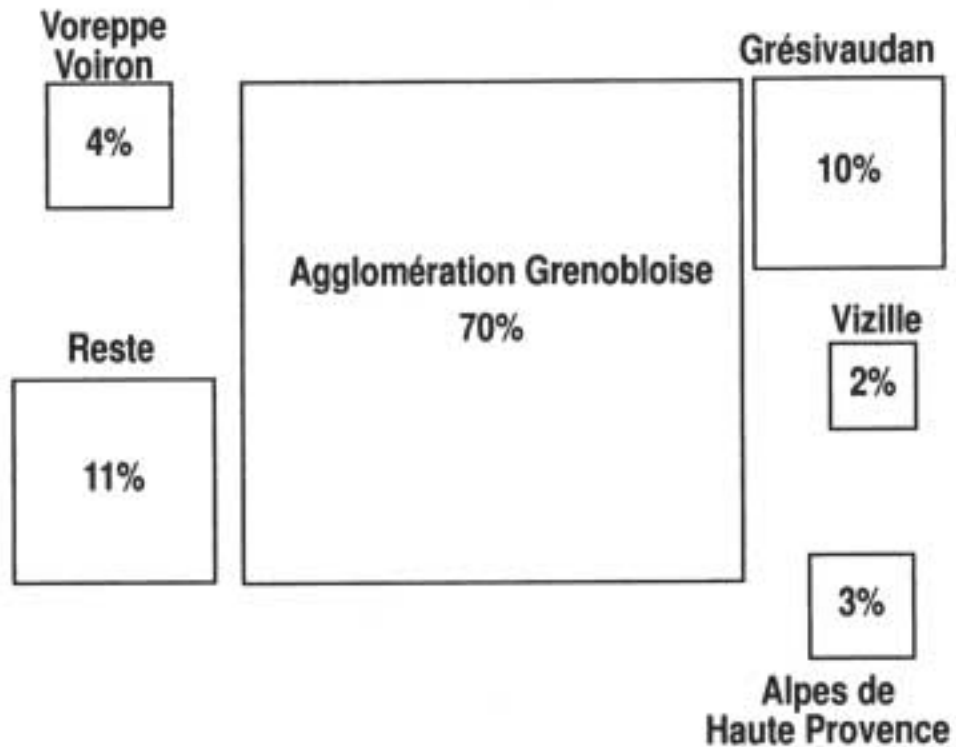 Voreppe
Voiron
4%
Grésivaudan
10%
Agglomération Grenobloise
70%
Reste
11%
Vizille
2%
3%
Alpes de
Haute Provence